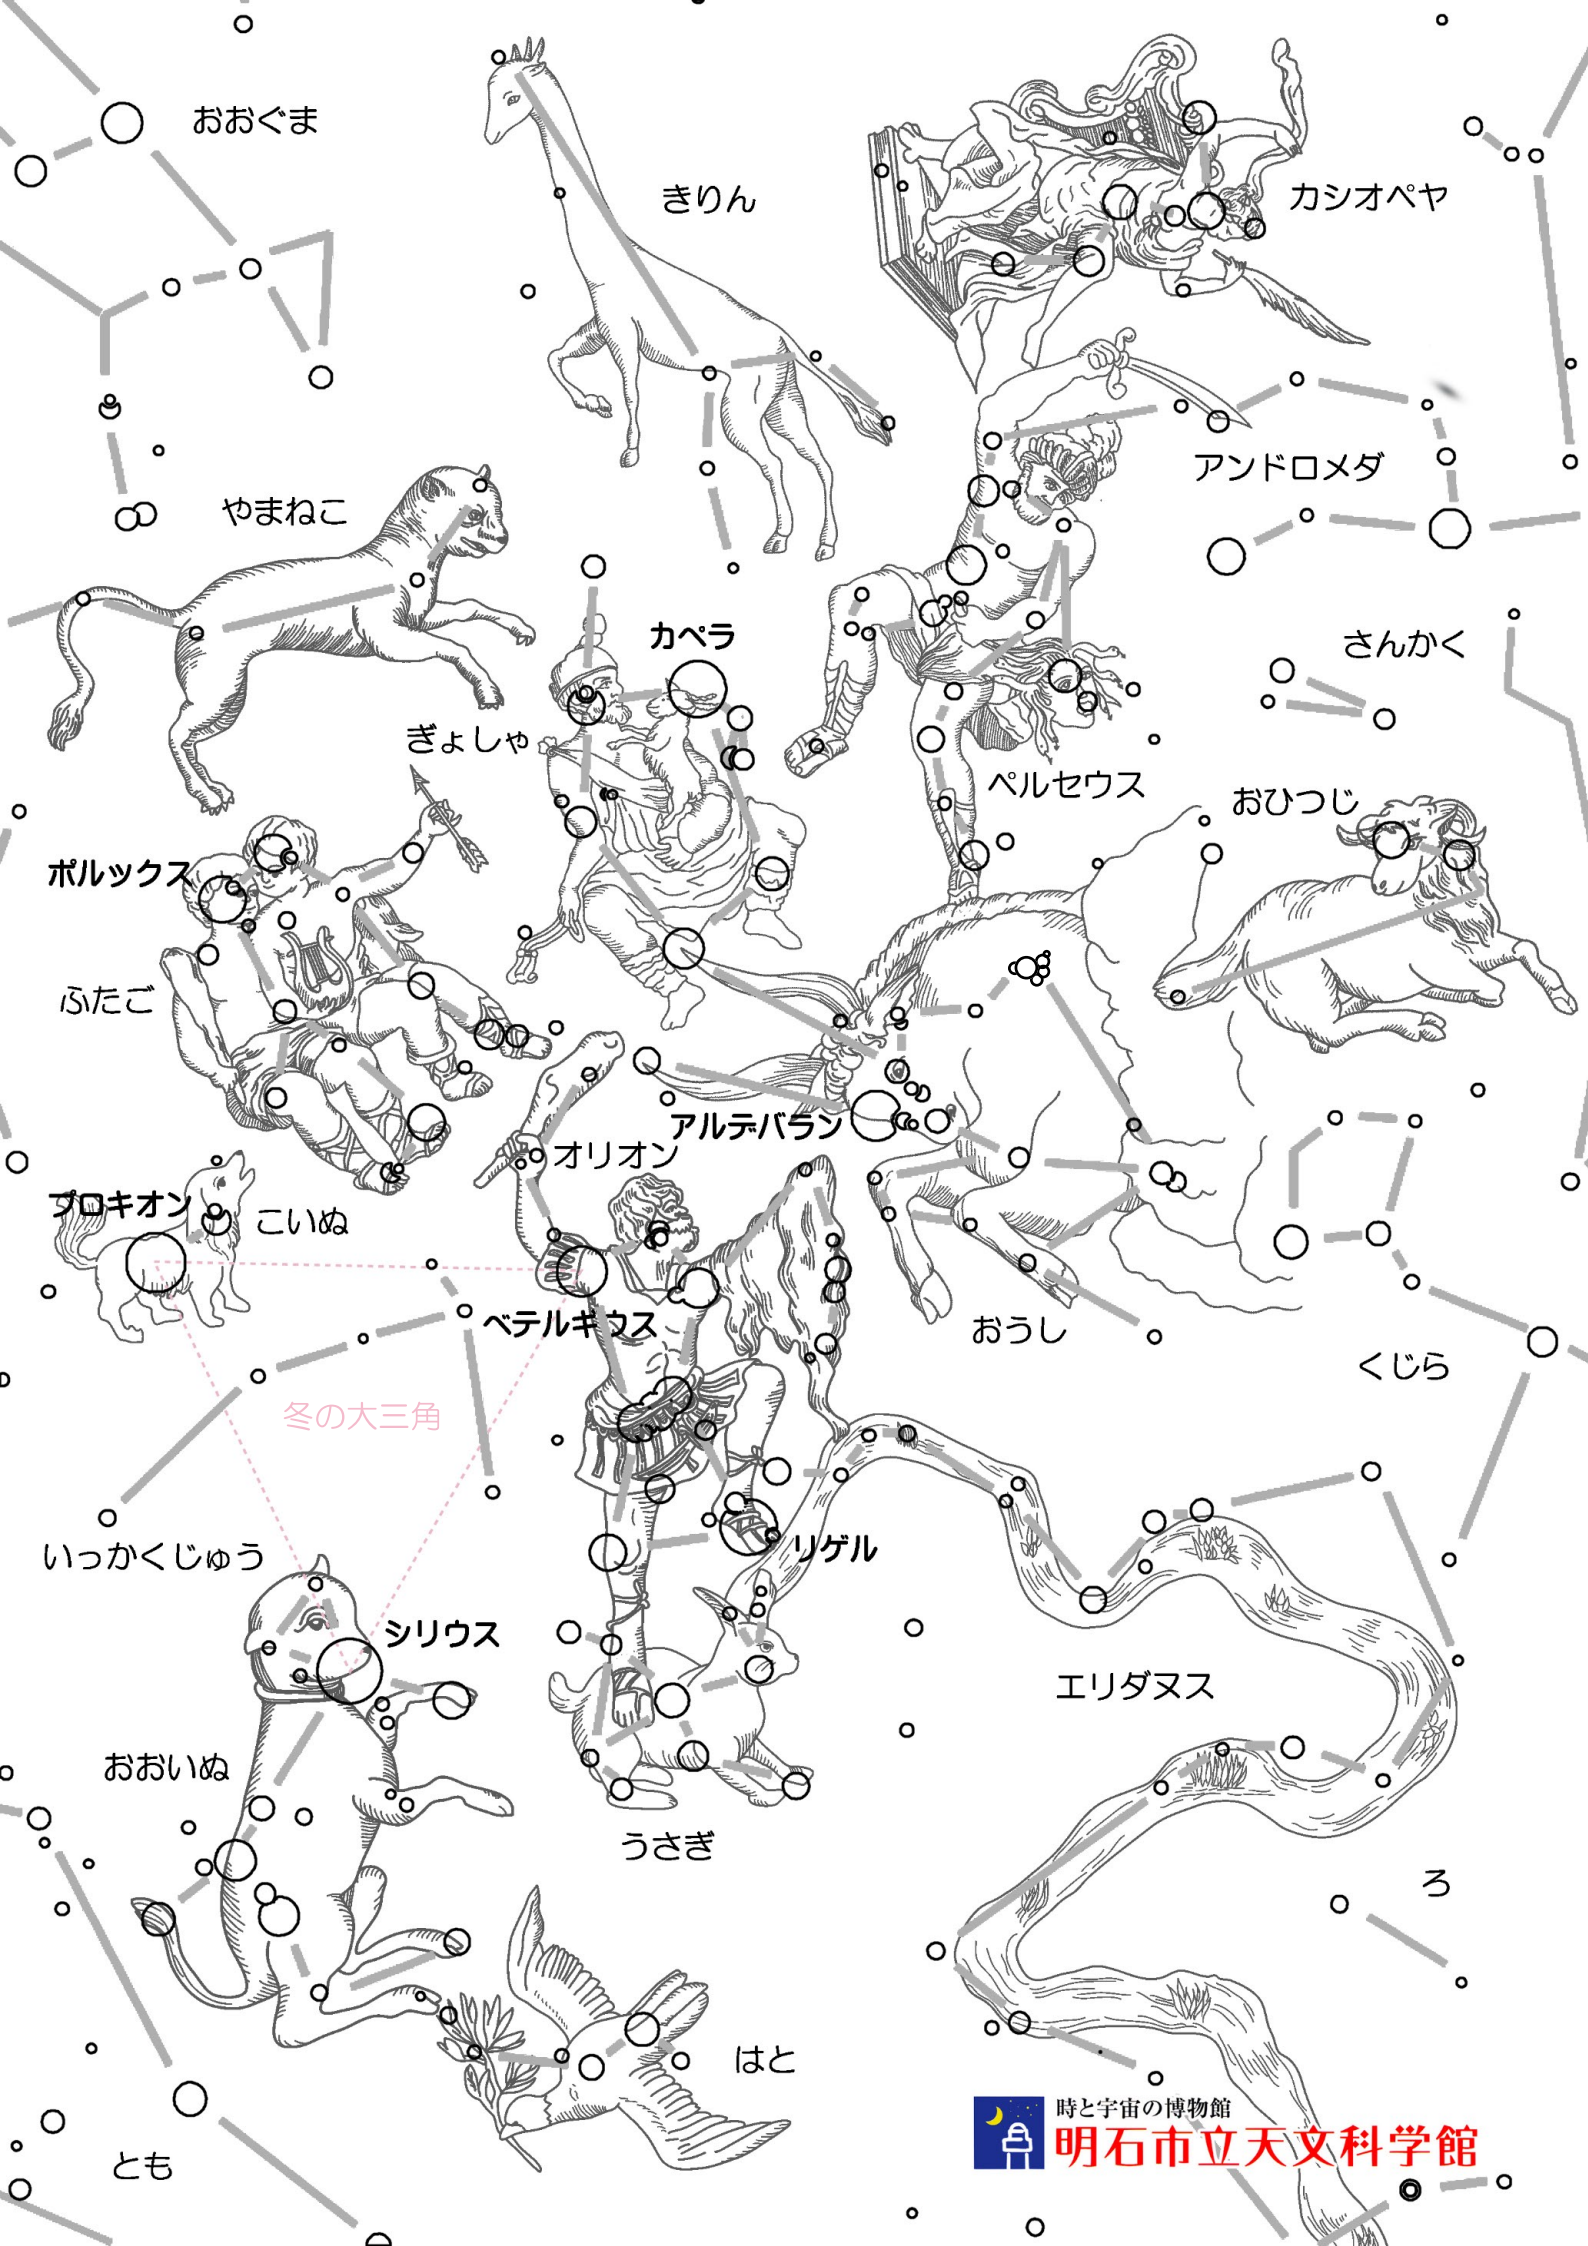 おおぐま
きりん
カシオペヤ
アンドロメダ
やまねこ
カペラ
さんかく
ぎょしゃ
ペルセウス
おひつじ
ポルックス
ふたご
アルデバラン
オリオン
プロキオン
こいぬ
ベテルギウス
おうし
くじら
冬の大三角
いっかくじゅう
リゲル
シリウス
エリダヌス
おおいぬ
うさぎ
ろ
はと
とも
時と宇宙の博物館
明石市立天文科学館